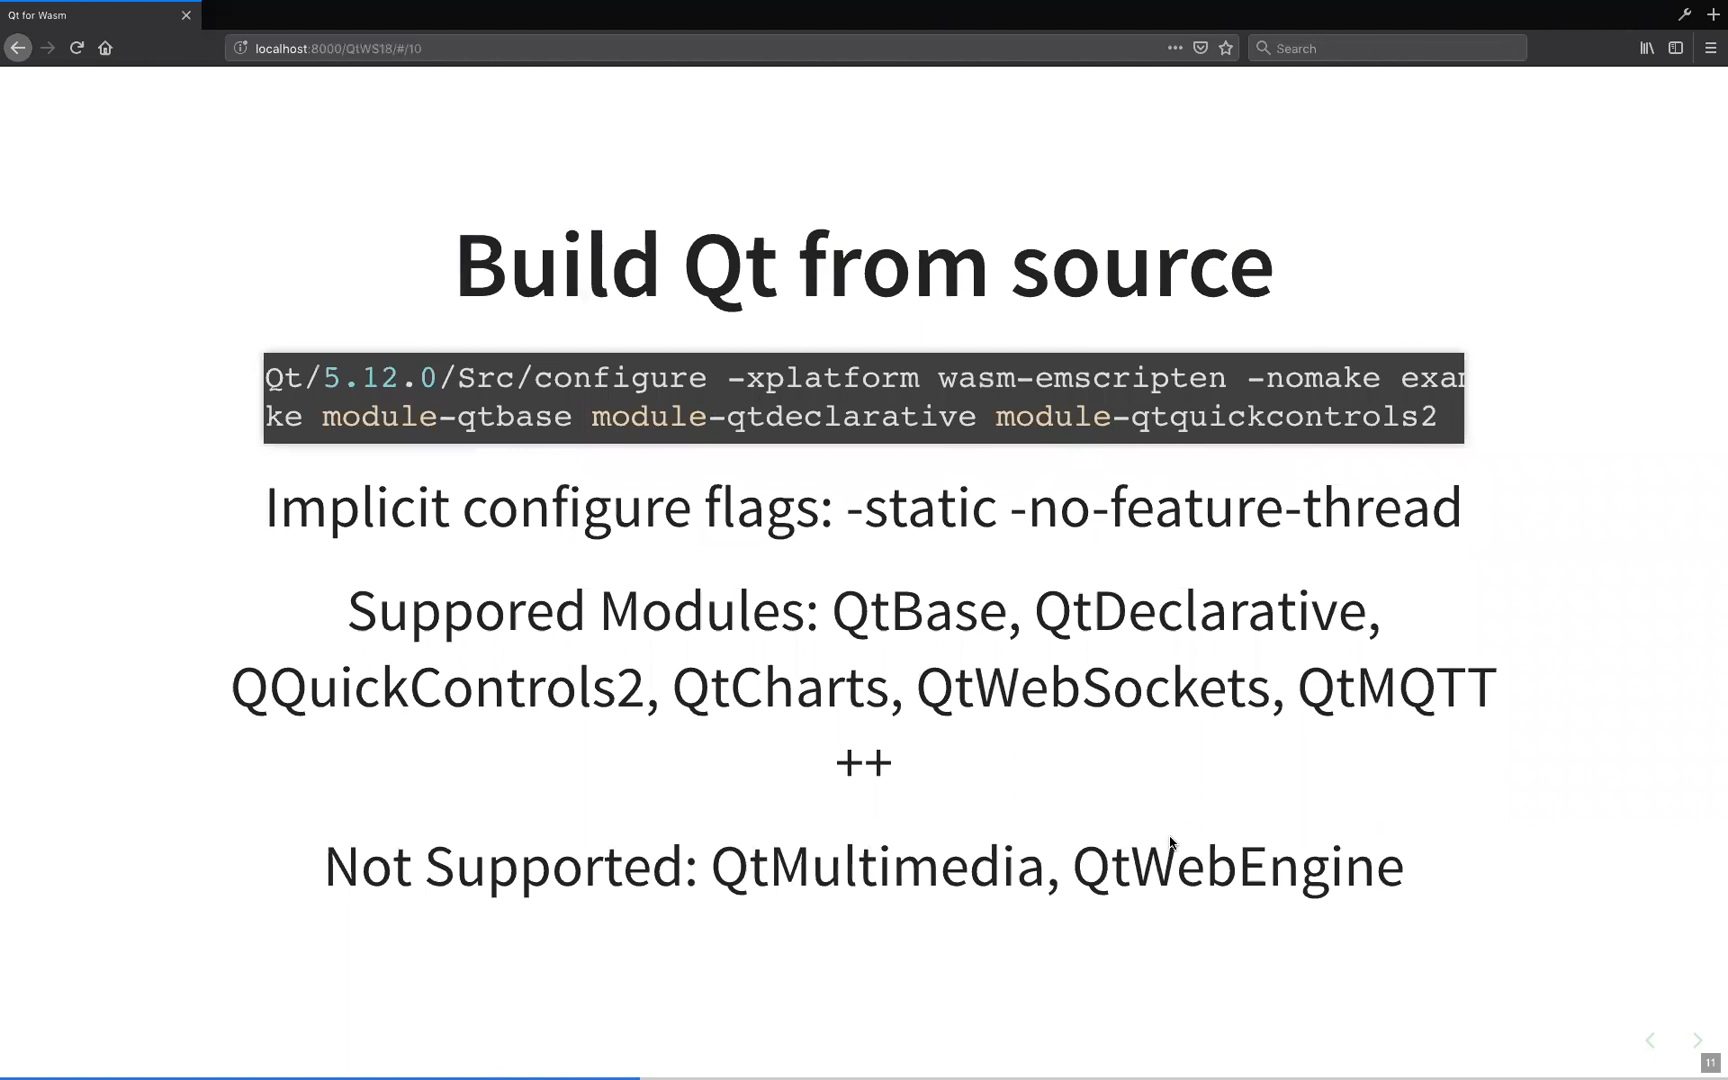 Qt for Wasm
localhost:8000/QtWS18/#/10
Search
Build Qt from source
Qt/5.12.0/Src/configure -xplatform wasm-emscripten -nomake
ke module-qtbase module-qtdeclarative module-qtquickcontrols2
Implicit configure flags: -static -no-feature-thread
Suppored Modules: QtBase, QtDeclarative,
QQuickControls2, QtCharts, QtWebSockets, QtMQTT
++
Not Supported: QtMultimedia, QtWebEngine
11